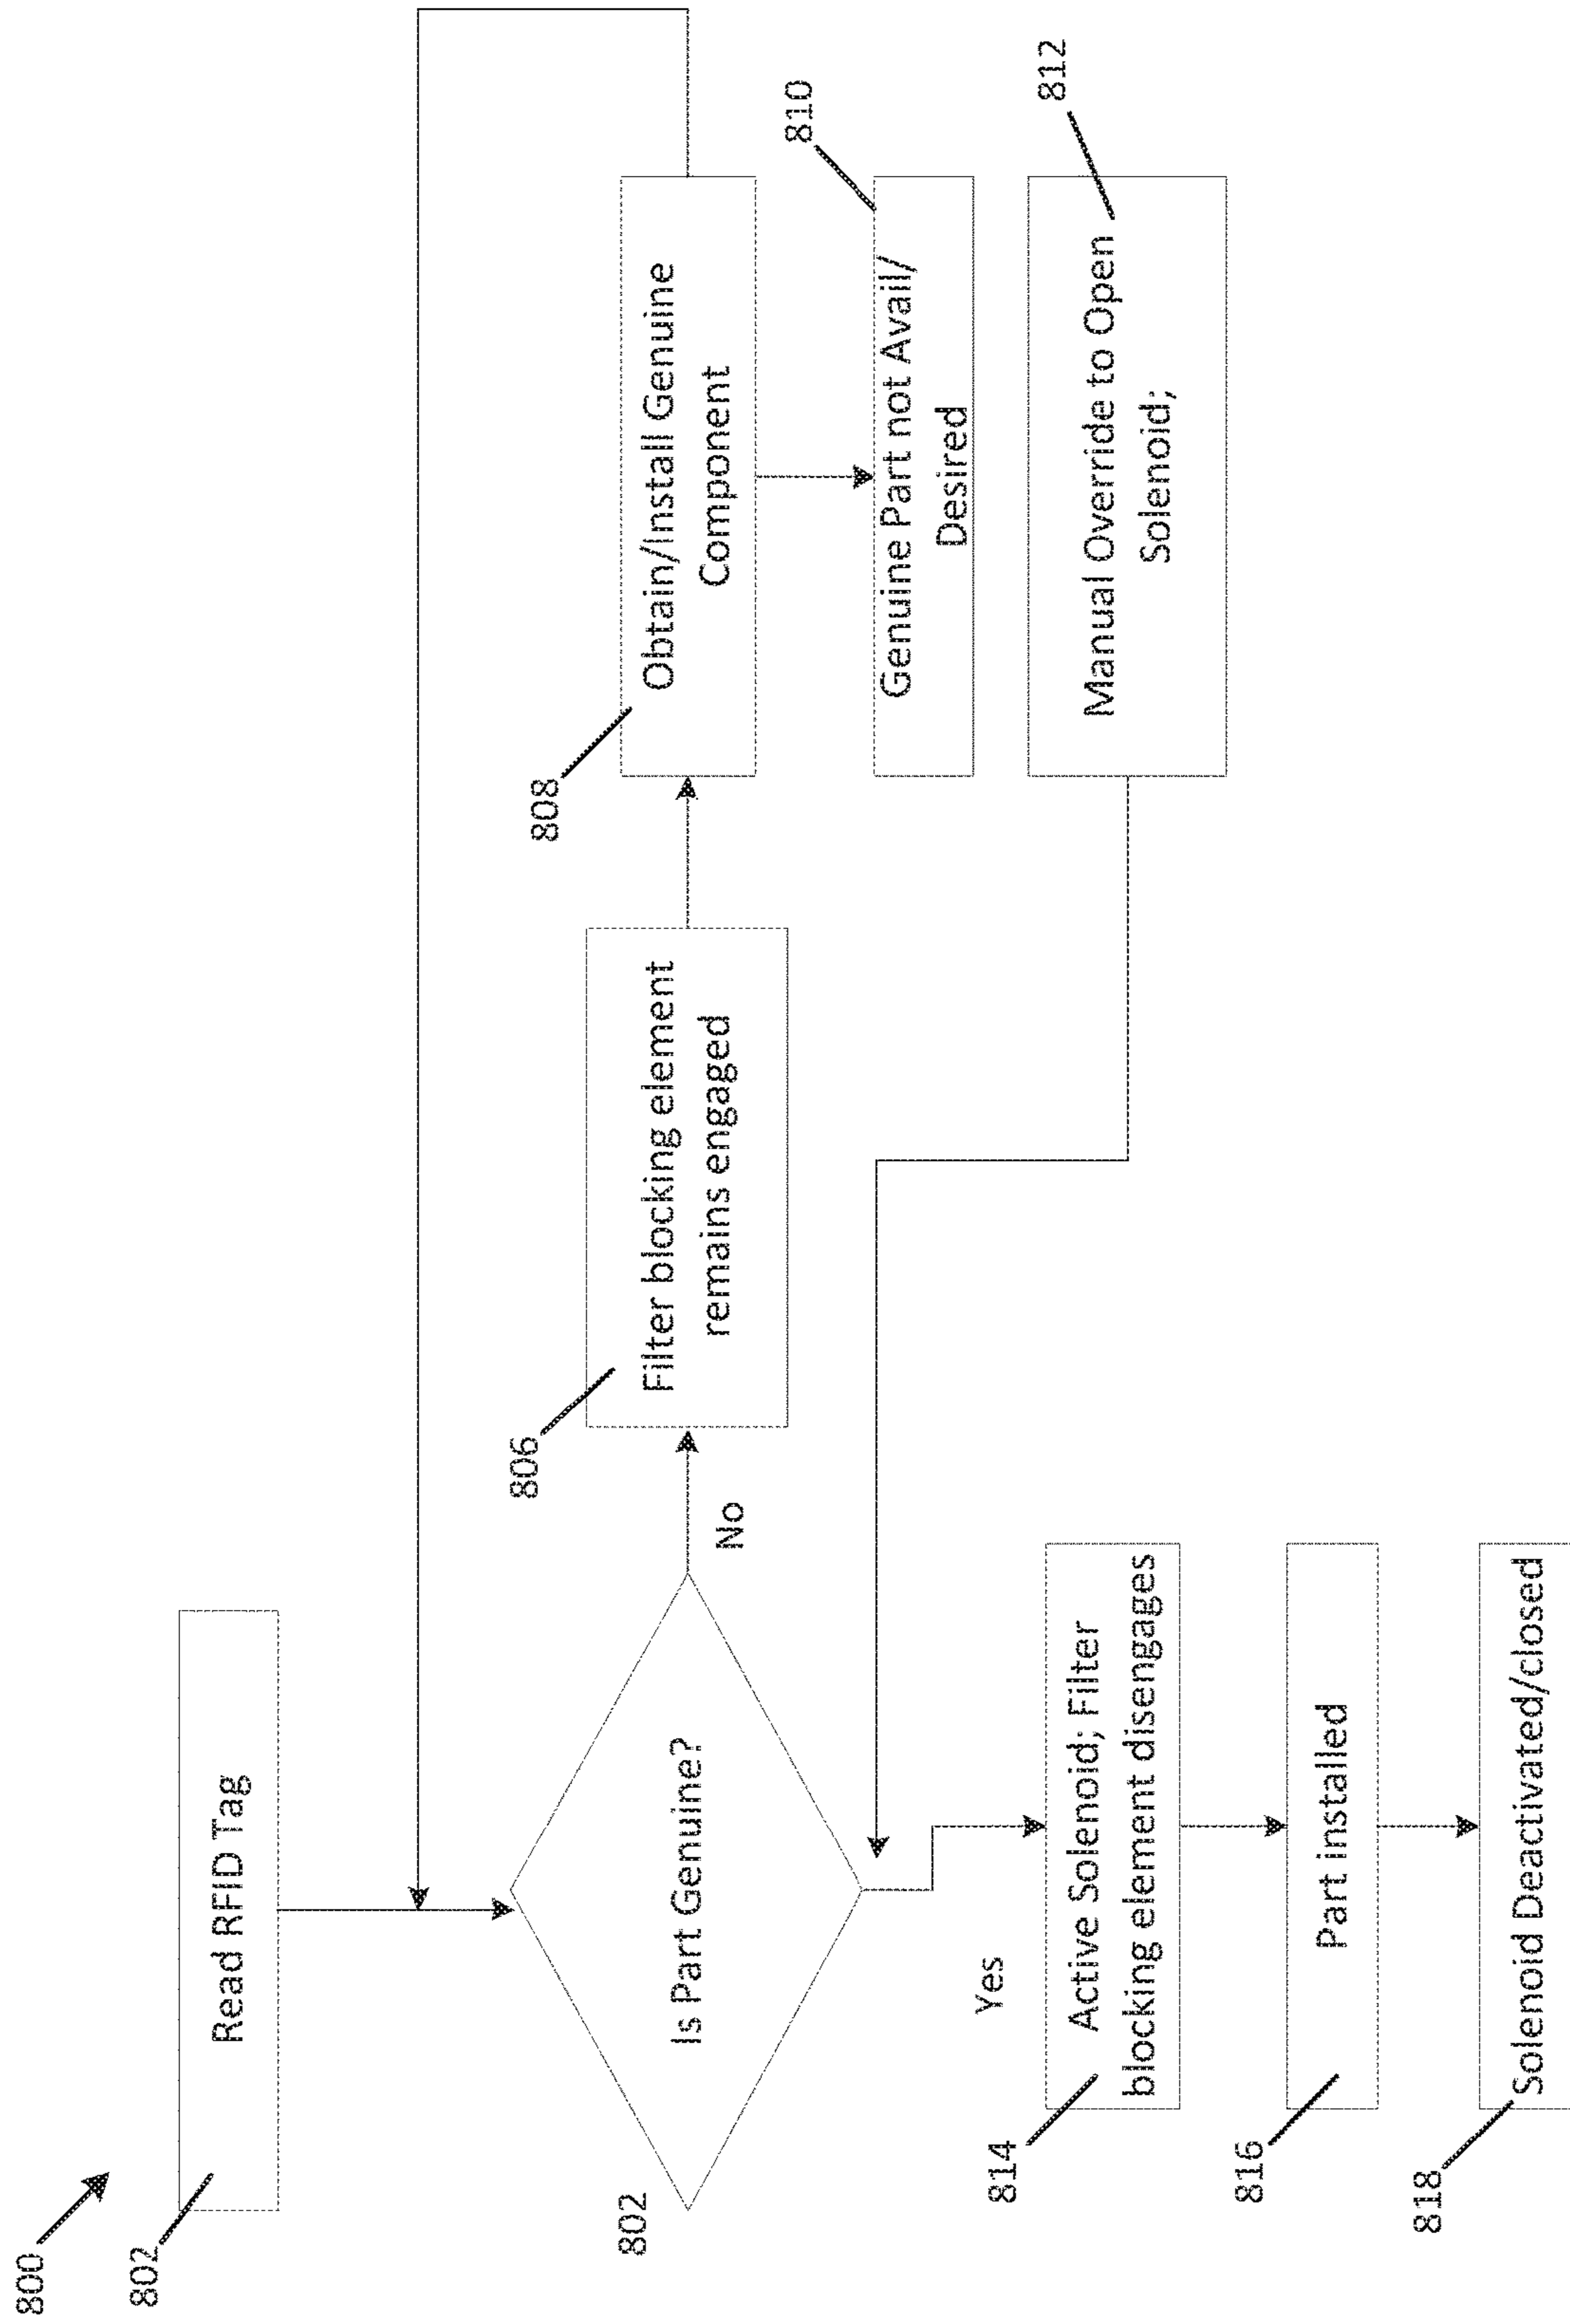 800
802
Read RFID Tag
802
Is Part Genuine?
No
806
Filter blocking element
remains engaged
808
Obtain/Install Genuine
Component
810
Genuine Part not Avail/
Desired
812
Manual Override to Open
Solenoid;
Yes
814
Active Solenoid; Filter
blocking element disengages
816
Part installed
818
Solenoid Deactivated/closed